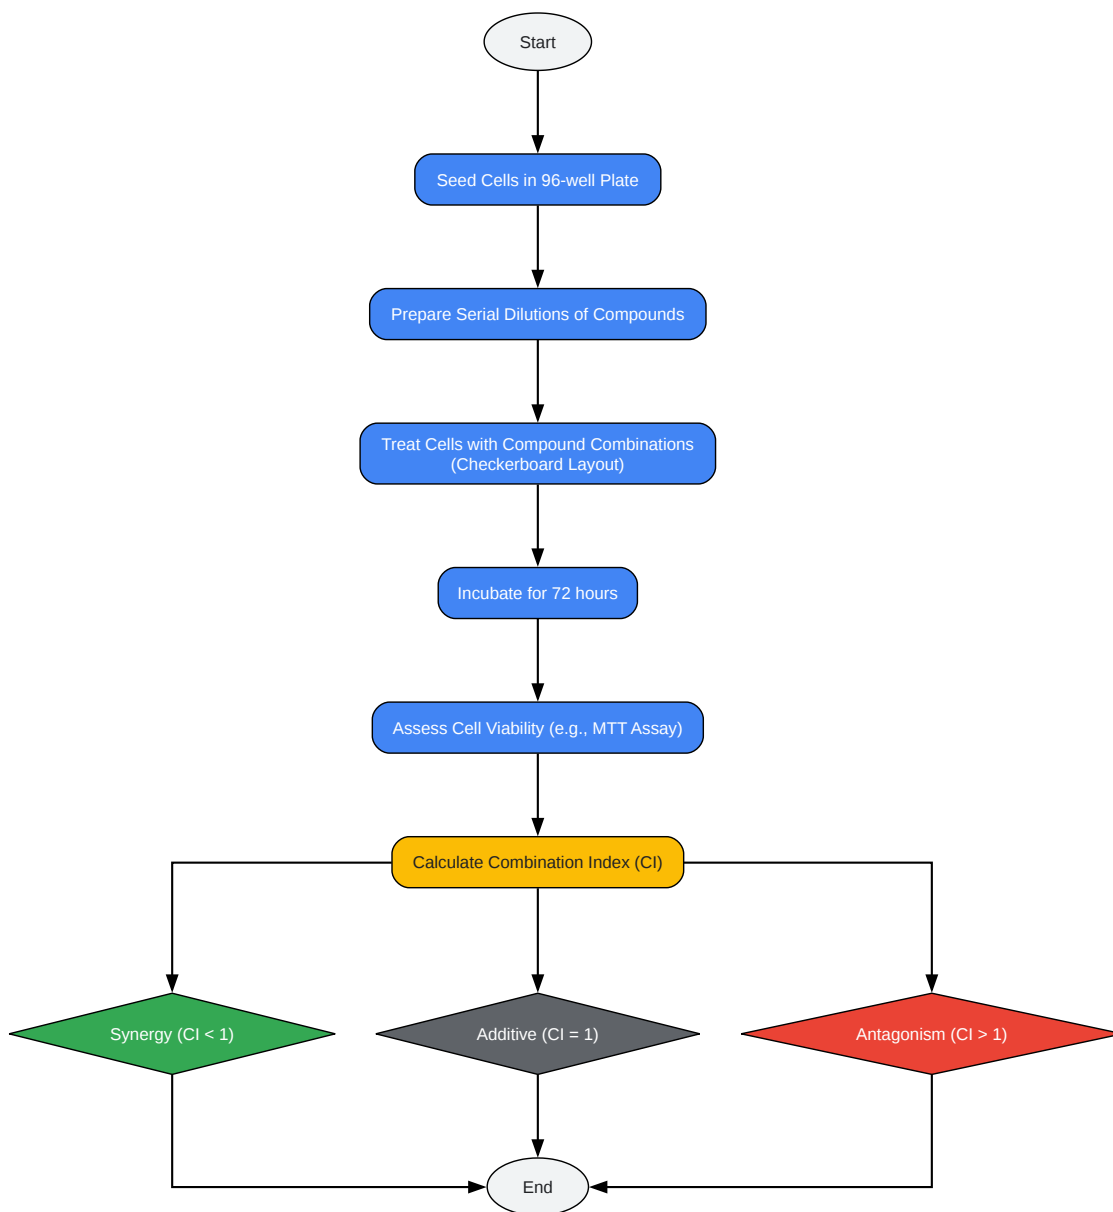 Start
Seed Cells in 96-well Plate
Prepare Serial Dilutions of Compounds
Treat Cells with Compound Combinations
(Checkerboard Layout)
Incubate for 72 hours
Assess Cell Viability (e.g., MTT Assay)
Calculate Combination Index (CI)
Synergy (CI < 1)
Additive (CI = 1)
Antagonism (CI > 1)
End